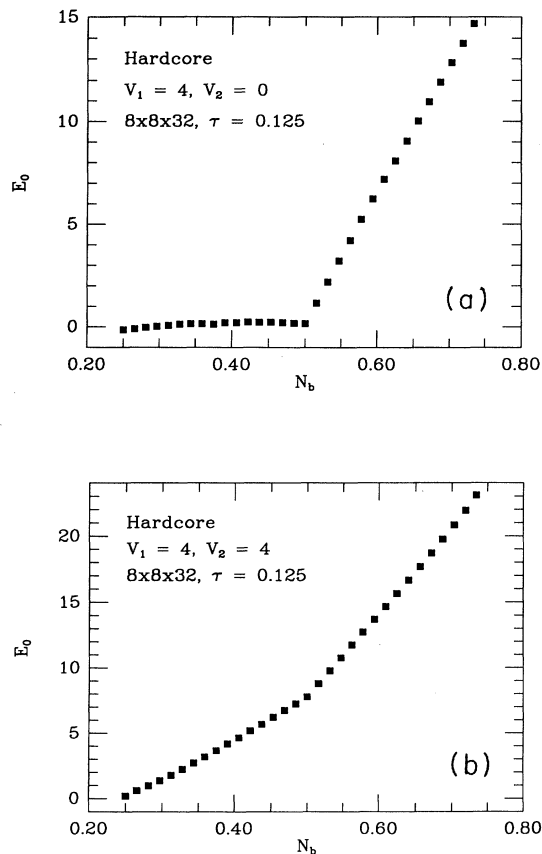 15
Hardcore
V₁ = 4, V₂ = 0
8x8x32, τ = 0.125
10
E₀
5
(a)
0
0.20 0.40 0.60 0.80
N_b
Hardcore
V₁ = 4, V₂ = 4
8x8x32, τ = 0.125
20
15
E₀
10
5
(b)
0
0.20 0.40 0.60 0.80
N_b